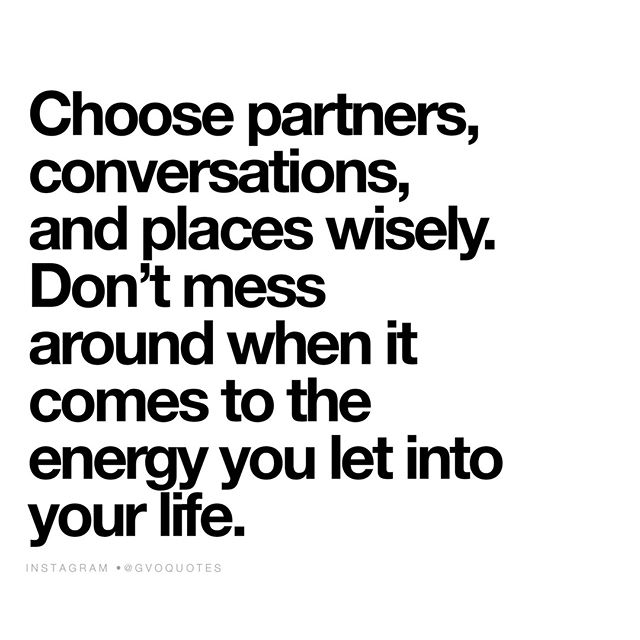 Choose partners,
conversations,
and places wisely.
Don’t mess
around when it
comes to the
energy you let into
your life.
INSTAGRAM •@GVOQUOTES